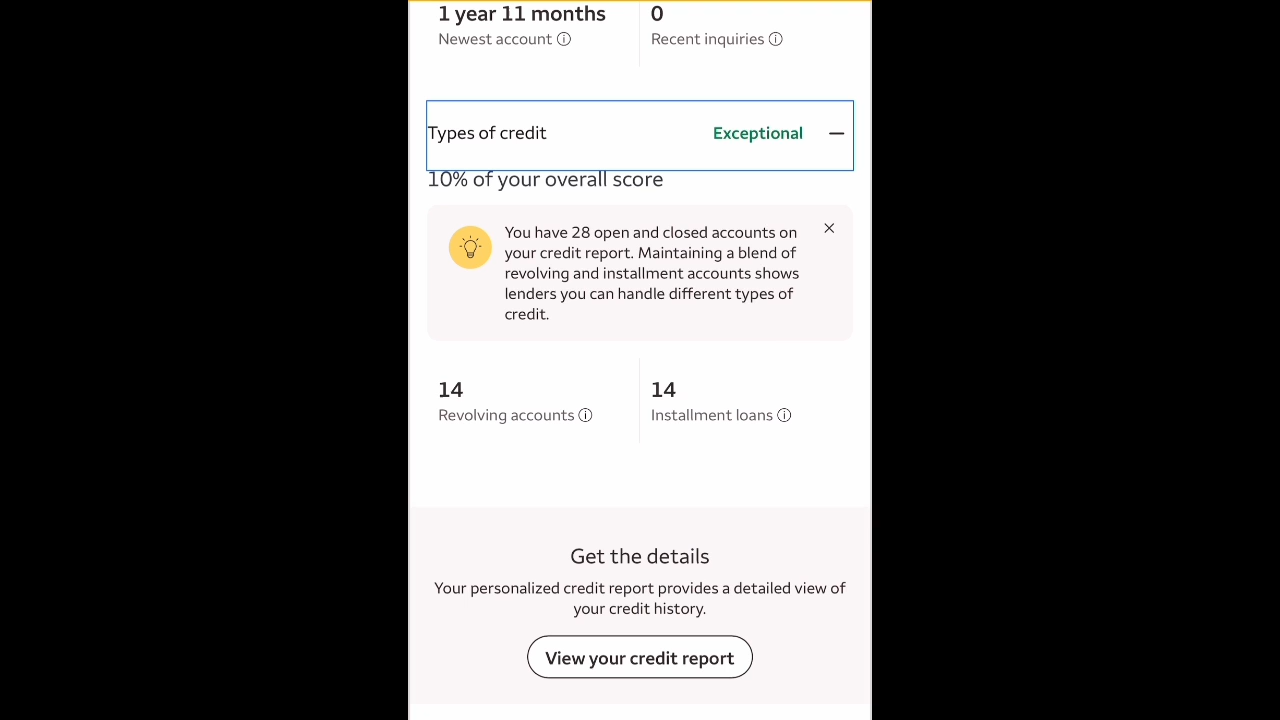 1 year 11 months
Newest account
0
Recent inquiries
Types of credit
Exceptional
10% of your overall score
You have 28 open and closed accounts on
your credit report. Maintaining a blend of
revolving and installment accounts shows
lenders you can handle different types of
credit.
14
Revolving accounts
14
Installment loans
Get the details
Your personalized credit report provides a detailed view of
your credit history.
View your credit report